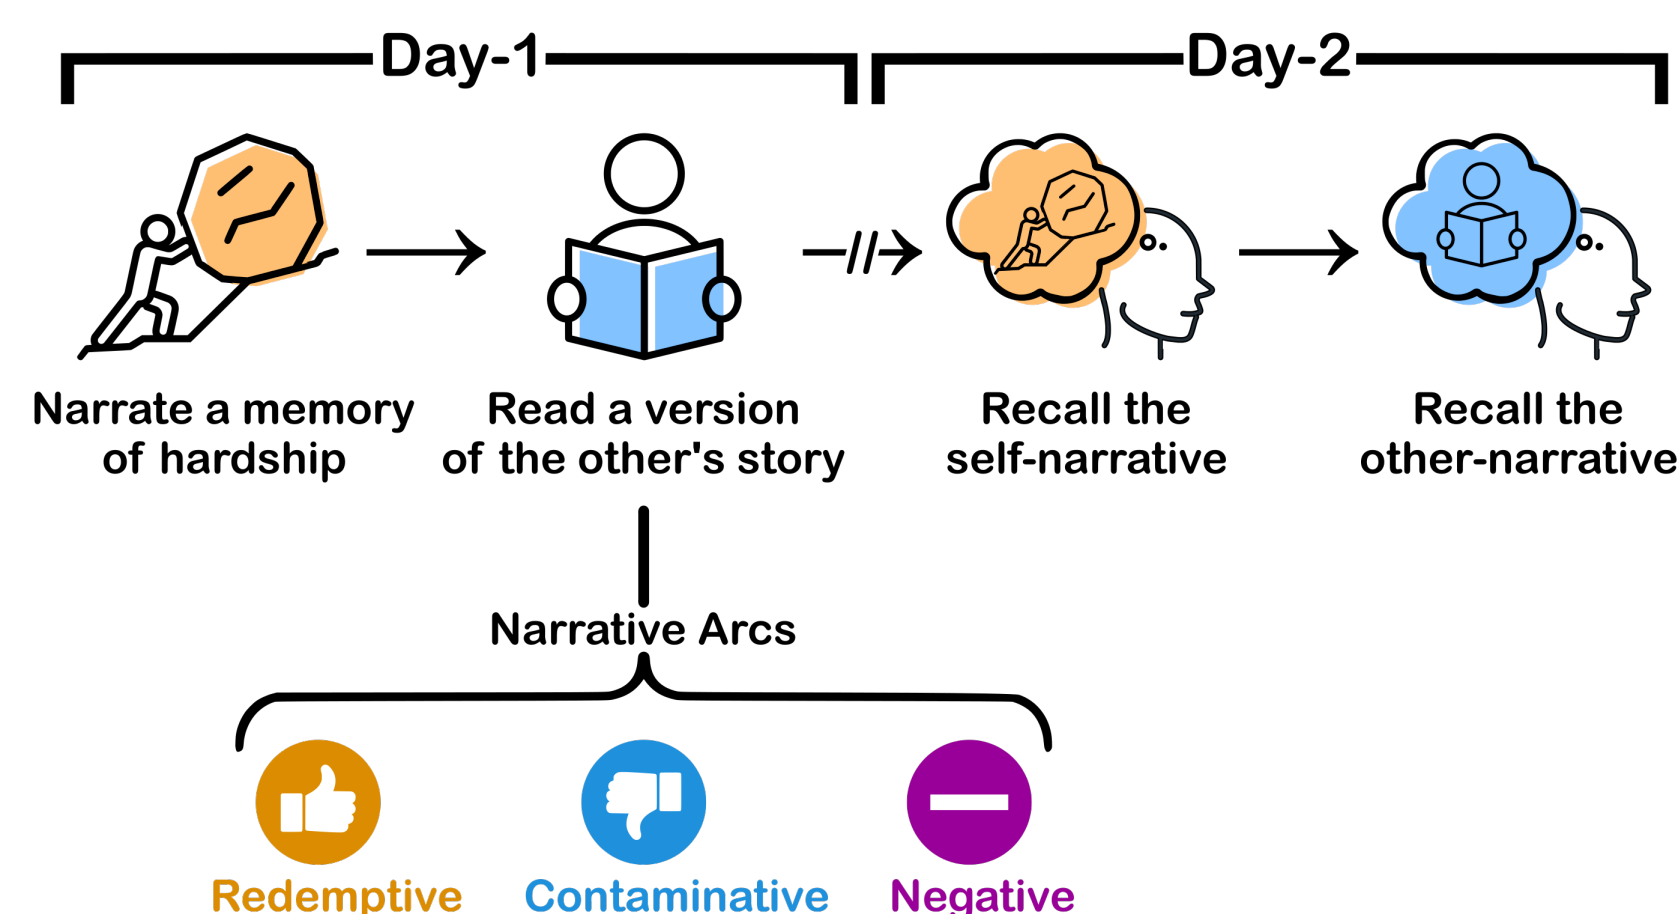 Day-1
Day-2
Narrate a memory
of hardship
Read a version
of the other's story
Recall the
self-narrative
Recall the
other-narrative
Narrative Arcs
Redemptive
Contaminative
Negative